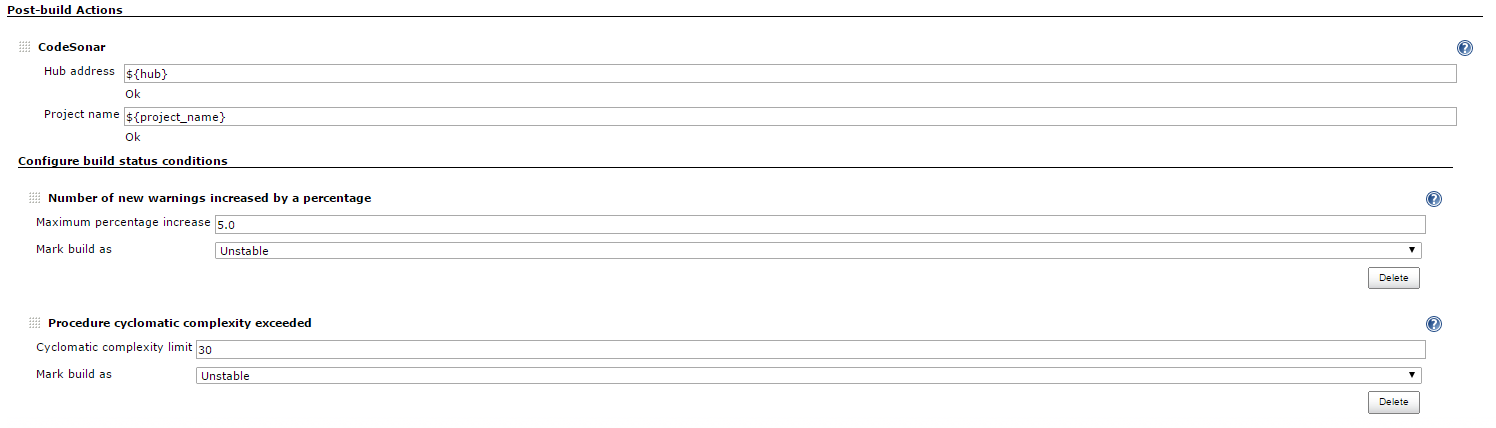 Post-build Actions
CodeSonar
Hub address ${hub}
Ok
Project name ${project_name}
Ok
Configure build status conditions
Number of new warnings increased by a percentage
Maximum percentage increase 5.0
Mark build as Unstable
Delete
Procedure cyclomatic complexity exceeded
Cyclomatic complexity limit 30
Mark build as Unstable
Delete